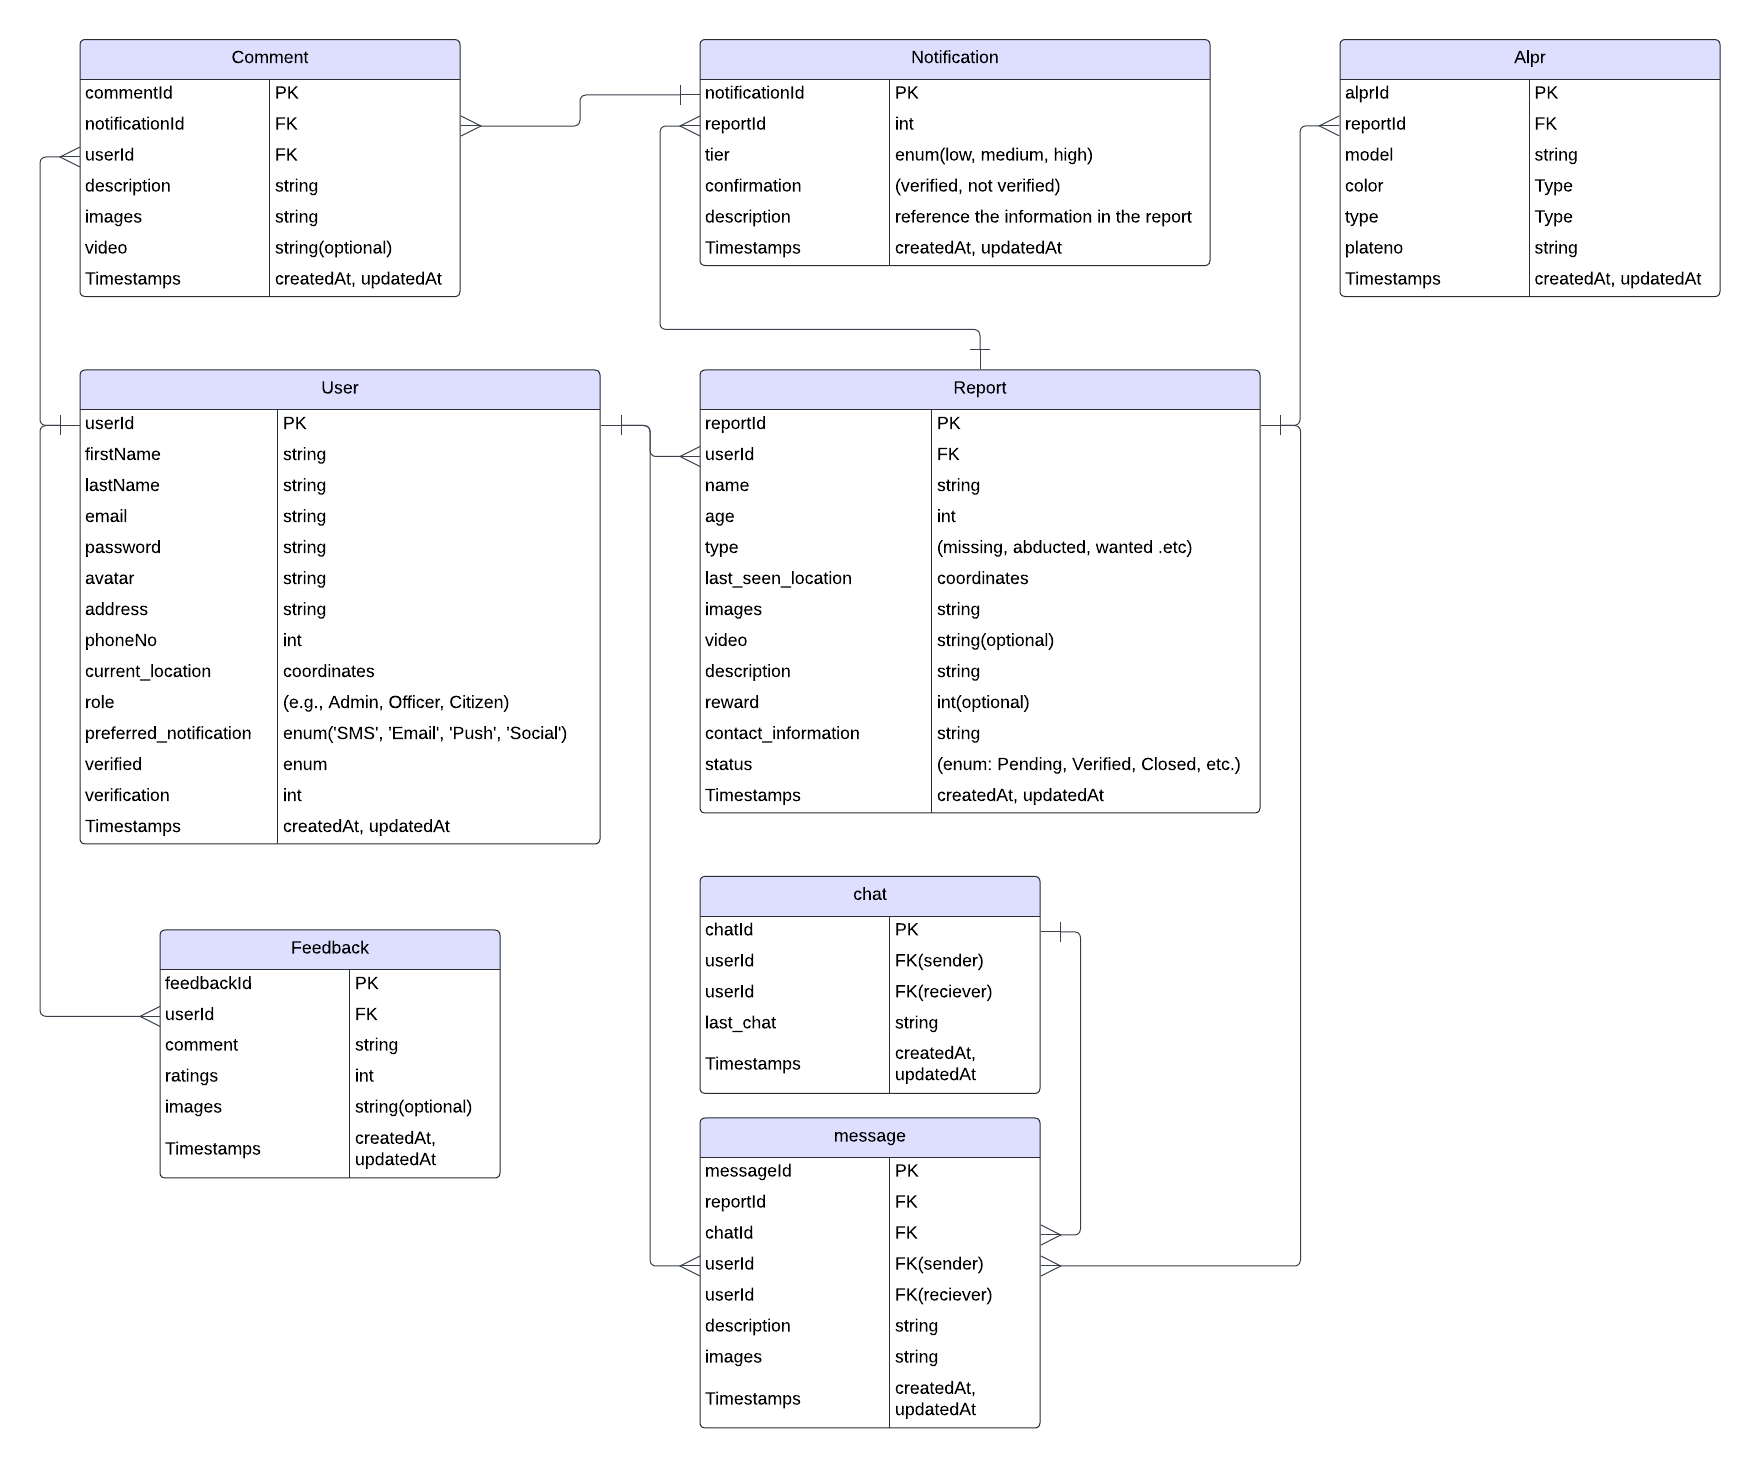 Comment
commentId PK
notificationId FK
userId FK
description string
images string
video string(optional)
Timestamps createdAt, updatedAt
Notification
notificationId PK
reportId int
tier enum(low, medium, high)
confirmation (verified, not verified)
description reference the information in the report
Timestamps createdAt, updatedAt
Alpr
alprId PK
reportId FK
model string
color Type
type Type
plateno string
Timestamps createdAt, updatedAt
User
userId PK
firstName string
lastName string
email string
password string
avatar string
address string
phoneNo int
current_location coordinates
role (e.g., Admin, Officer, Citizen)
preferred_notification enum('SMS', 'Email', 'Push', 'Social')
verified enum
verification int
Timestamps createdAt, updatedAt
Report
reportId PK
userId FK
name string
age int
type (missing, abducted, wanted .etc)
last_seen_location coordinates
images string
video string(optional)
description string
reward int(optional)
contact_information string
status (enum: Pending, Verified, Closed, etc.)
Timestamps createdAt, updatedAt
Feedback
feedbackId PK
userId FK
comment string
ratings int
images string(optional)
Timestamps createdAt,
updatedAt
chat
chatId PK
userId FK(sender)
userId FK(reciever)
last_chat string
Timestamps createdAt,
updatedAt
message
messageId PK
reportId FK
chatId FK
userId FK(sender)
userId FK(reciever)
description string
images string
Timestamps createdAt,
updatedAt